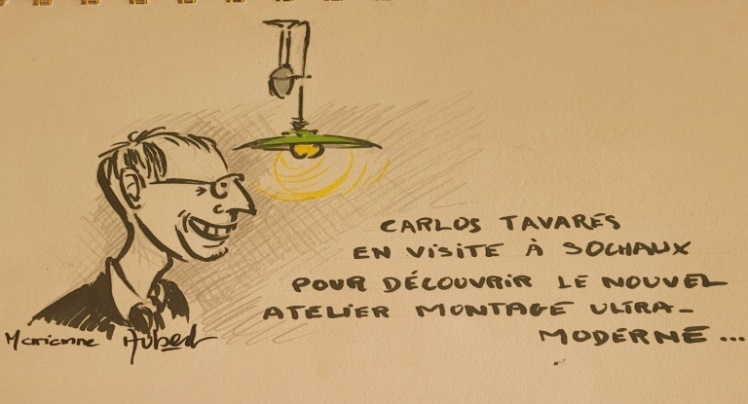 CARLOS TAVARES
EN VISITE À SOCHAUX
POUR DÉCOUVRIR LE NOUVEL
ATELIER MONTAGE ULTRA-
MODERNE...
Marianne Hubert